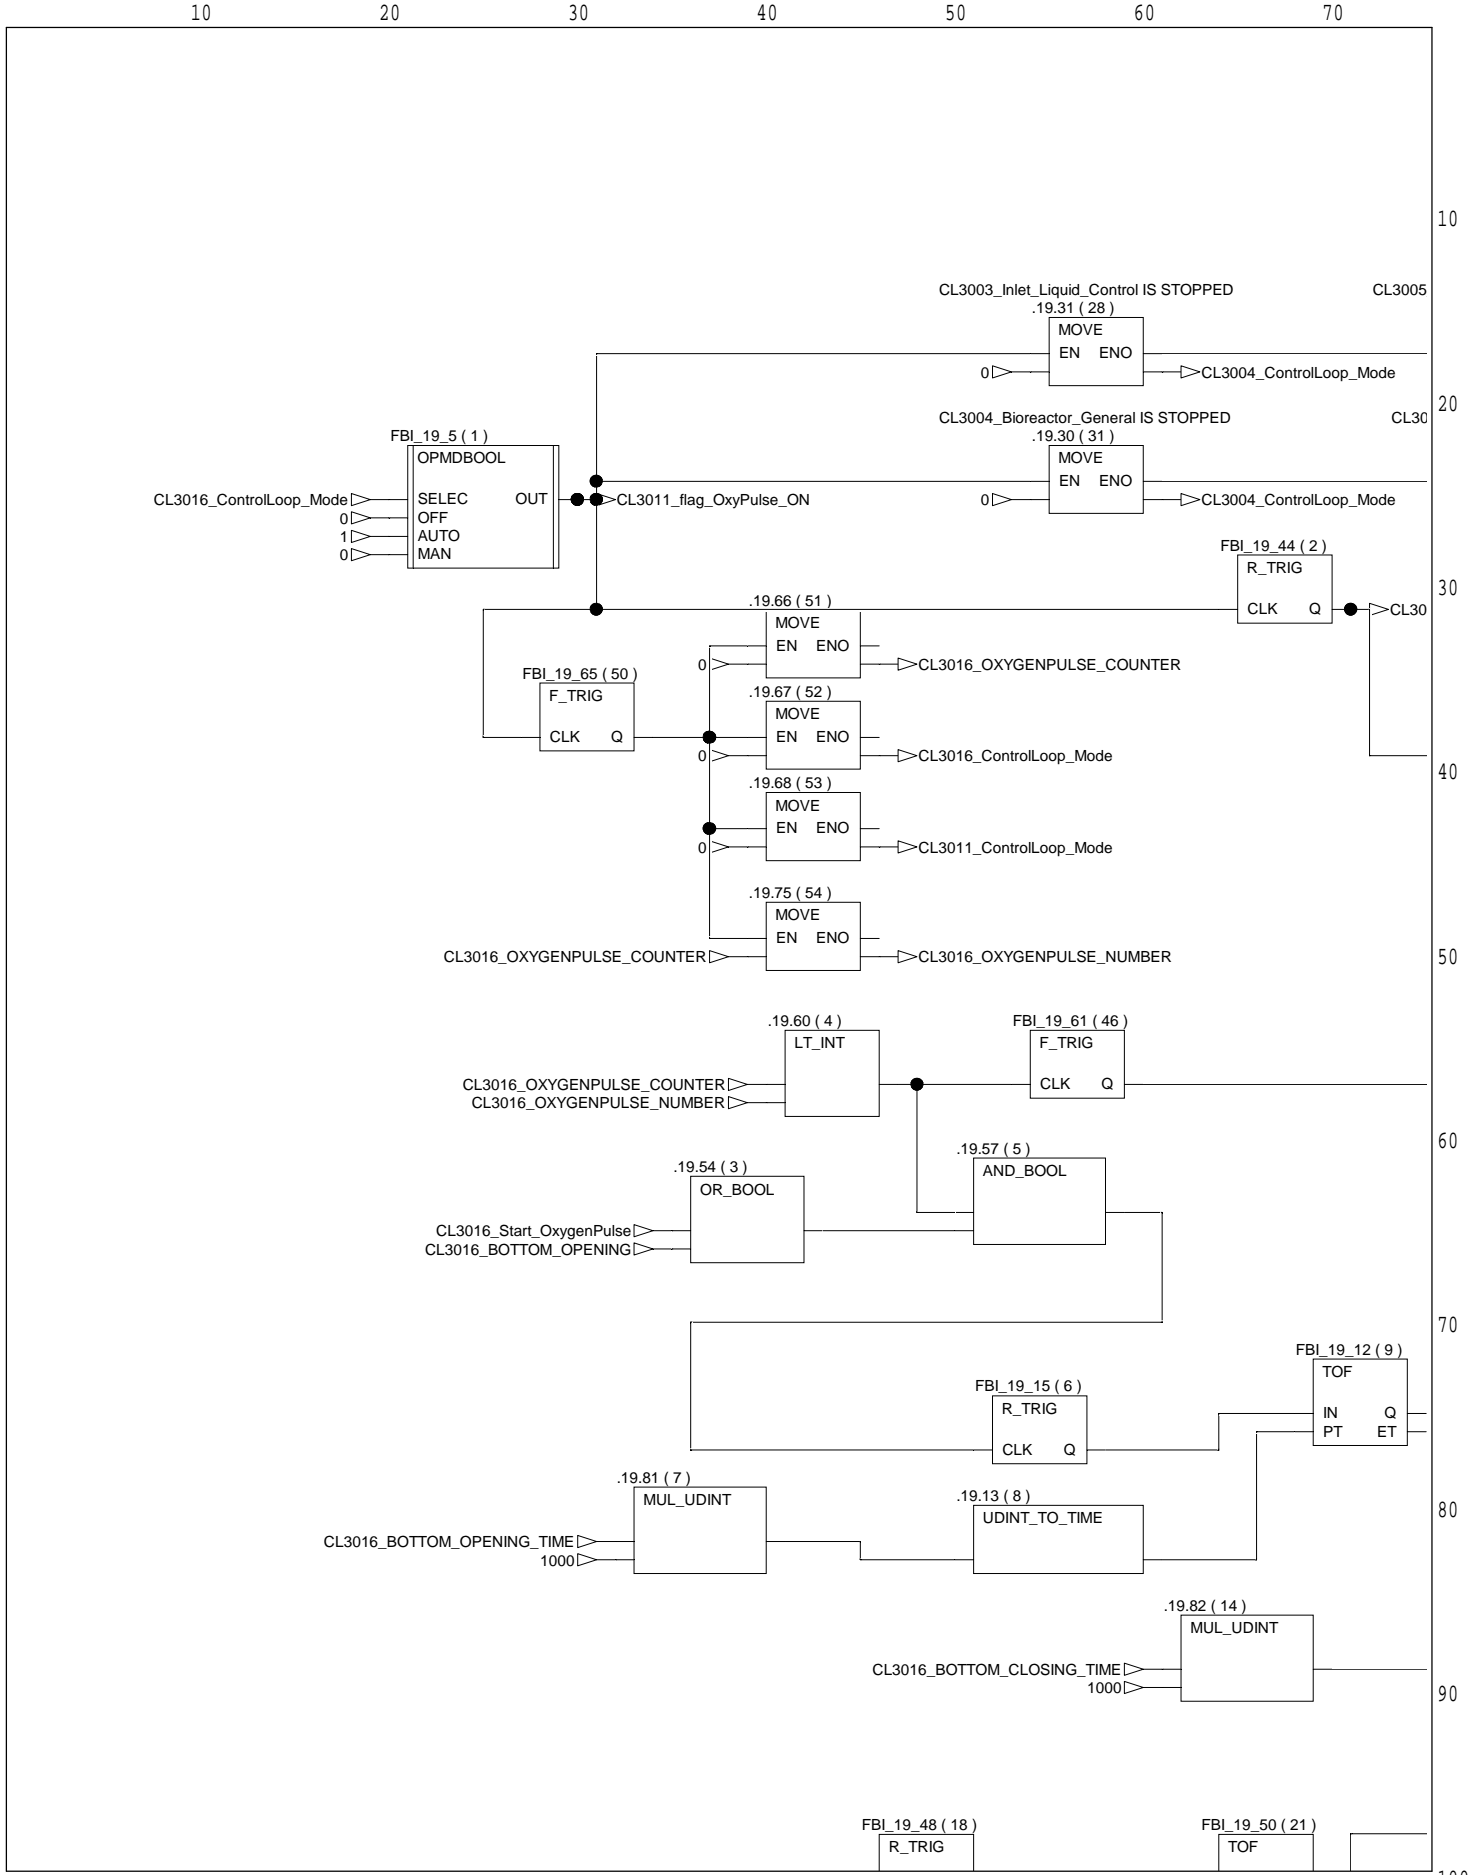 10 20 30 40 50 60 70
10
CL3003_Inlet_Liquid_Control IS STOPPED CL3005
.19.31 ( 28 )
MOVE
EN ENO
0 CL3004_ControlLoop_Mode
20
CL3004_Bioreactor_General IS STOPPED CL30
.19.30 ( 31 )
MOVE
EN ENO
0 CL3004_ControlLoop_Mode
FBI_19_5 ( 1 )
OPMDBOOL
CL3016_ControlLoop_Mode SELEC OUT CL3011_flag_OxyPulse_ON
0 OFF
1 AUTO
0 MAN
FBI_19_44 ( 2 )
R_TRIG
CLK Q CL30
30
.19.66 ( 51 )
MOVE
EN ENO
0 CL3016_OXYGENPULSE_COUNTER
FBI_19_65 ( 50 )
F_TRIG
CLK Q
.19.67 ( 52 )
MOVE
EN ENO
0 CL3016_ControlLoop_Mode
40
.19.68 ( 53 )
MOVE
EN ENO
0 CL3011_ControlLoop_Mode
.19.75 ( 54 )
MOVE
EN ENO
CL3016_OXYGENPULSE_COUNTER CL3016_OXYGENPULSE_NUMBER
50
.19.60 ( 4 )
LT_INT
CL3016_OXYGENPULSE_COUNTER
CL3016_OXYGENPULSE_NUMBER
FBI_19_61 ( 46 )
F_TRIG
CLK Q
60
.19.57 ( 5 )
AND_BOOL
.19.54 ( 3 )
OR_BOOL
CL3016_Start_OxygenPulse
CL3016_BOTTOM_OPENING
70
FBI_19_12 ( 9 )
TOF
IN Q
PT ET
FBI_19_15 ( 6 )
R_TRIG
CLK Q
.19.81 ( 7 )
MUL_UDINT
CL3016_BOTTOM_OPENING_TIME
1000
.19.13 ( 8 )
UDINT_TO_TIME
80
.19.82 ( 14 )
MUL_UDINT
CL3016_BOTTOM_CLOSING_TIME
1000
90
FBI_19_48 ( 18 )
R_TRIG
FBI_19_50 ( 21 )
TOF